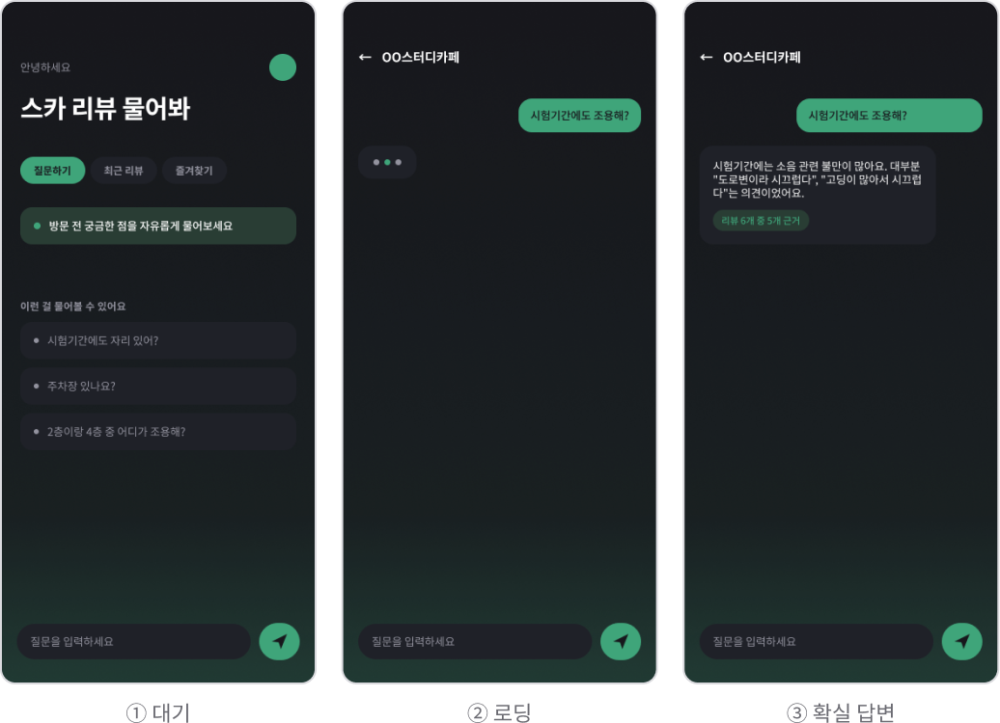 안녕하세요
스카 리뷰 물어봐
질문하기 최근 리뷰 즐겨찾기
방문 전 궁금한 점을 자유롭게 물어보세요
이런 걸 물어볼 수 있어요
시험기간에도 자리 있어?
주차장 있나요?
2층이랑 4층 중 어디가 조용해?
질문을 입력하세요
① 대기
← OO스터디카페
시험기간에도 조용해?
질문을 입력하세요
② 로딩
← OO스터디카페
시험기간에도 조용해?
시험기간에는 소음 관련 불만이 많아요. 대부분
"도로변이라 시끄럽다", "고딩이 많아서 시끄럽
다"는 의견이었어요.
리뷰 6개 중 5개 근거
질문을 입력하세요
③ 확실 답변